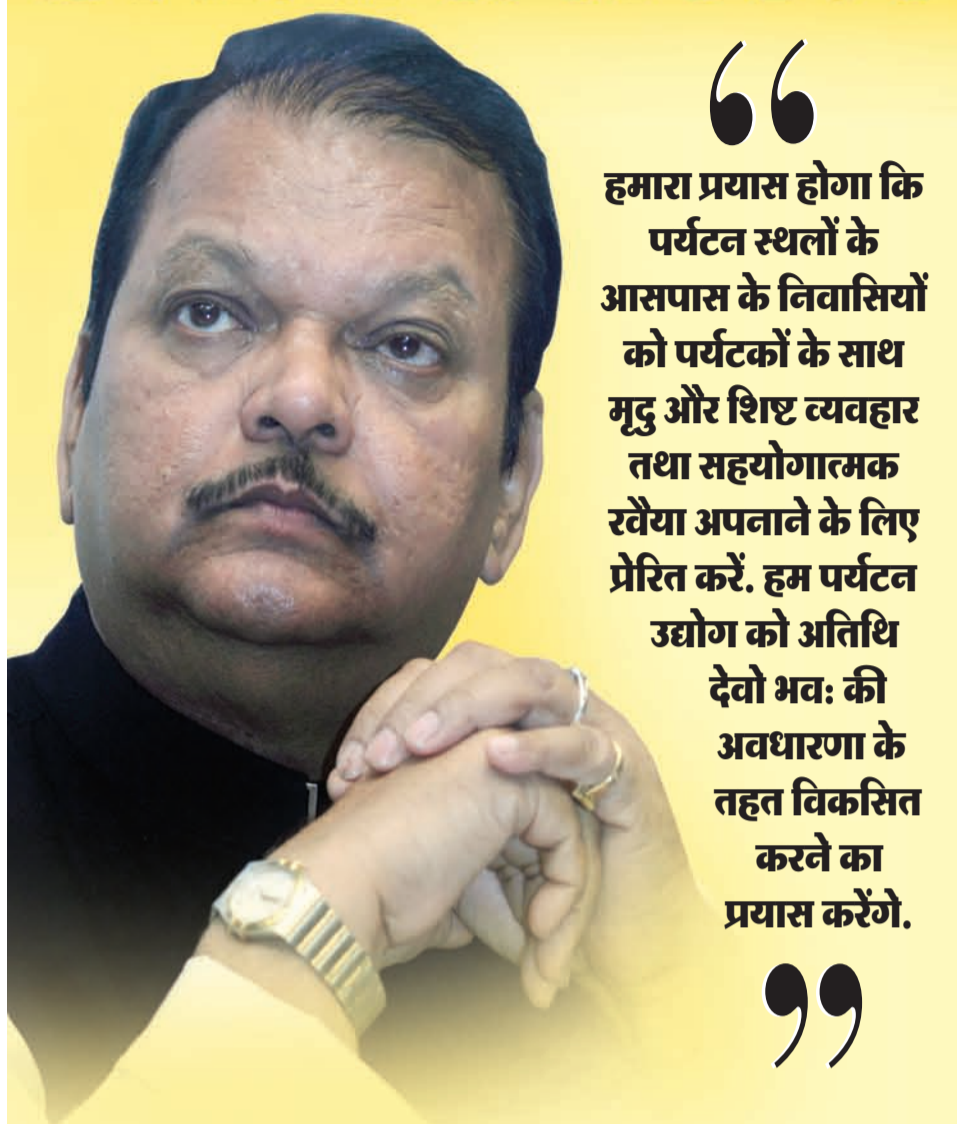 “
हमारा प्रयास होगा कि
पर्यटन स्थलों के
आसपास के निवासियों
को पर्यटकों के साथ
मृदु और शिष्ट व्यवहार
तथा सहयोगात्मक
रवैया अपनाने के लिए
प्रेरित करें. हम पर्यटन
उद्योग को अतिथि
देवो भव: की
अवधारणा के
तहत विकसित
करने का
प्रयास करेंगे.
”